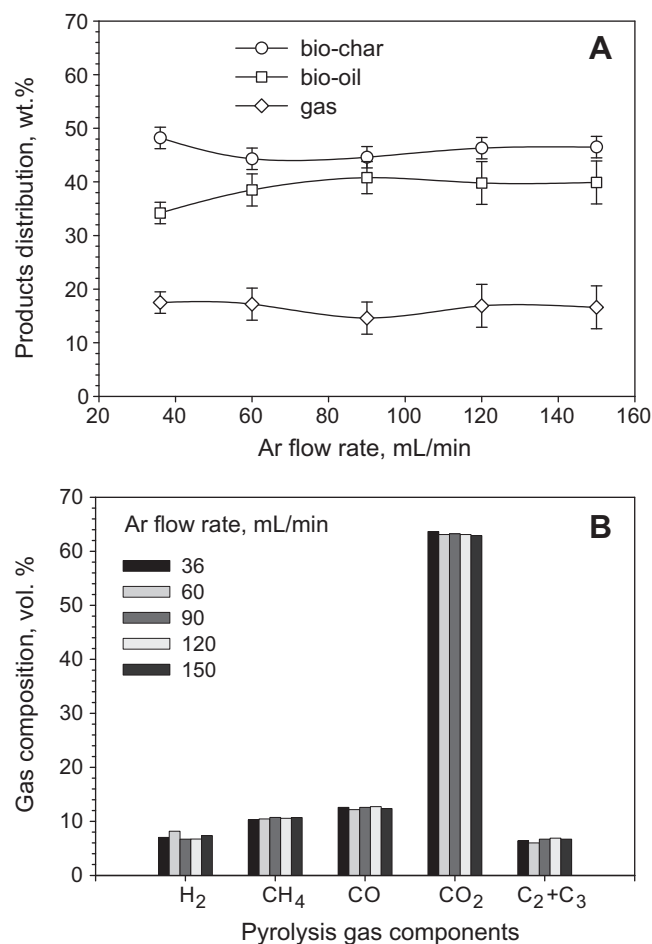 70
60
50
40
30
20
10
0
Products distribution, wt.%
bio-char
bio-oil
gas
A
20 40 60 80 100 120 140 160
Ar flow rate, mL/min
70
60
50
40
30
20
10
0
Gas composition, vol. %
Ar flow rate, mL/min
B
36
60
90
120
150
H₂ CH₄ CO CO₂ C₂+C₃
Pyrolysis gas components